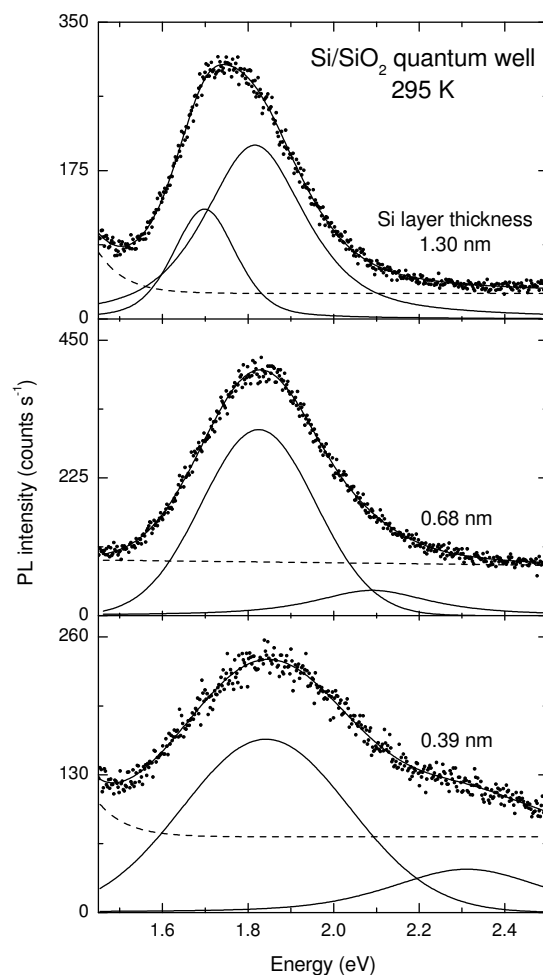 350
Si/SiO₂ quantum well
295 K
175
Si layer thickness
1.30 nm
0
450
225
0.68 nm
0
260
0.39 nm
130
0
1.6 1.8 2.0 2.2 2.4
Energy (eV)
PL intensity (counts s⁻¹)